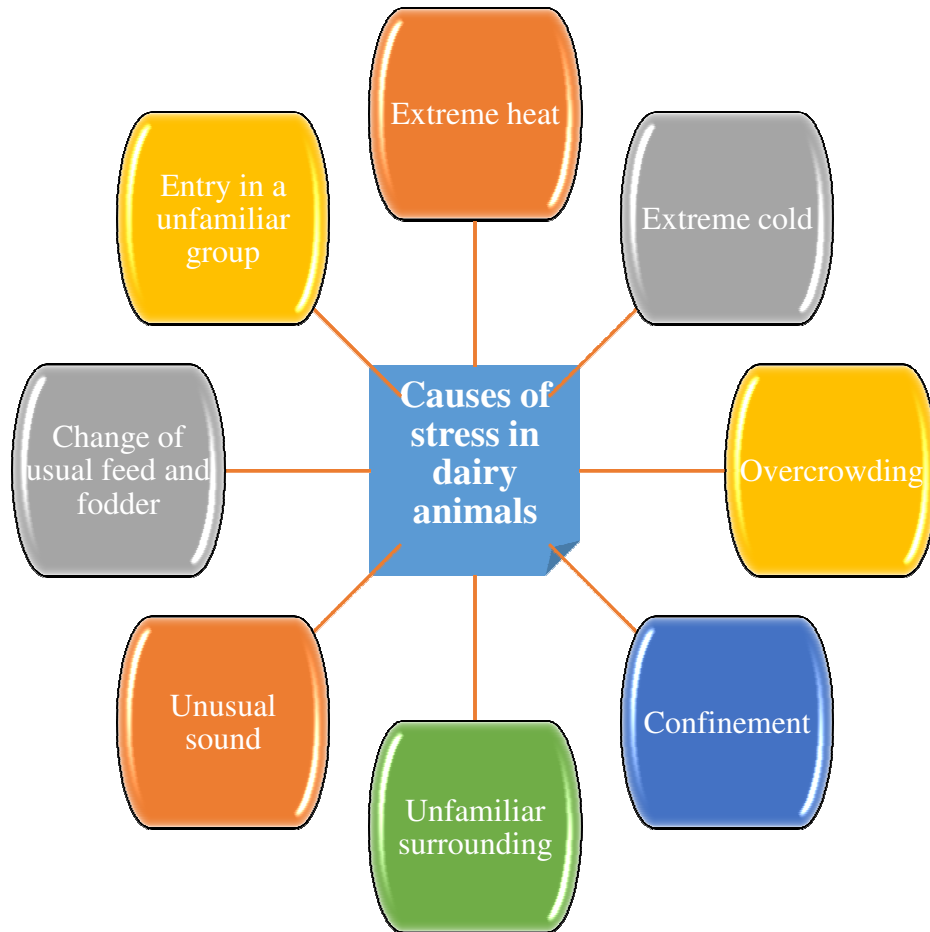 Extreme heat
Extreme cold
Overcrowding
Confinement
Unfamiliar
surrounding
Unusual
sound
Change of
usual feed and
fodder
Entry in a
unfamiliar
group
Causes of
stress in
dairy
animals